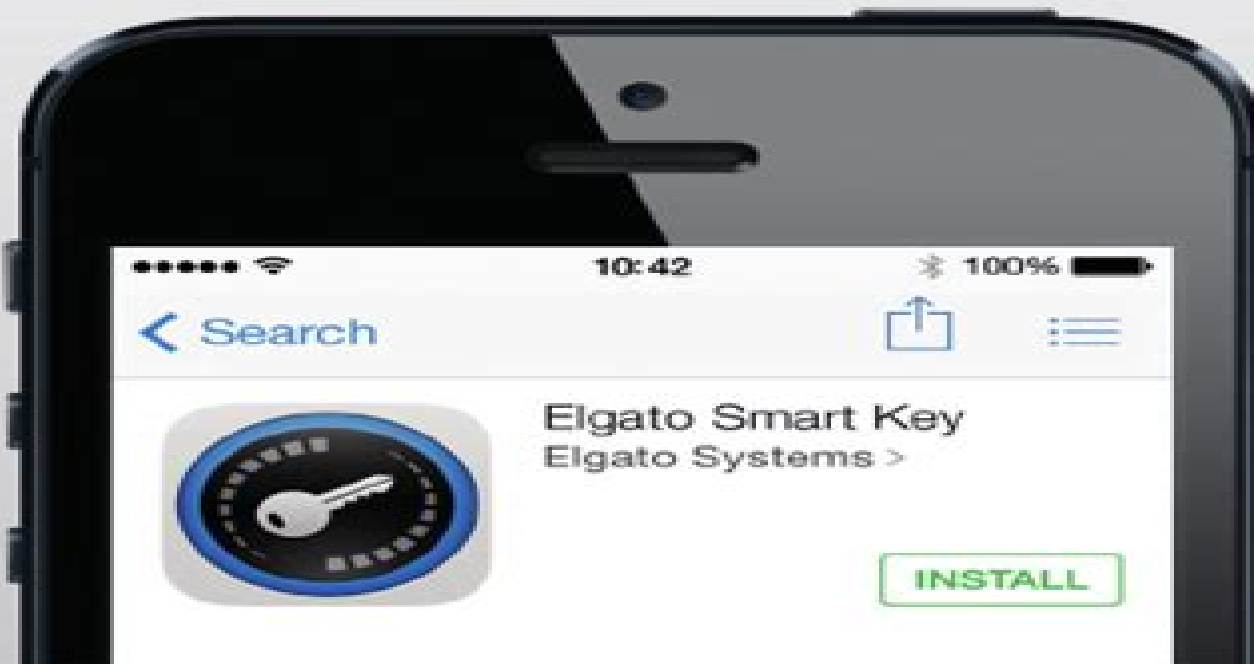 10:42
100%
Search
Elgato Smart Key
Elgato Systems >
INSTALL